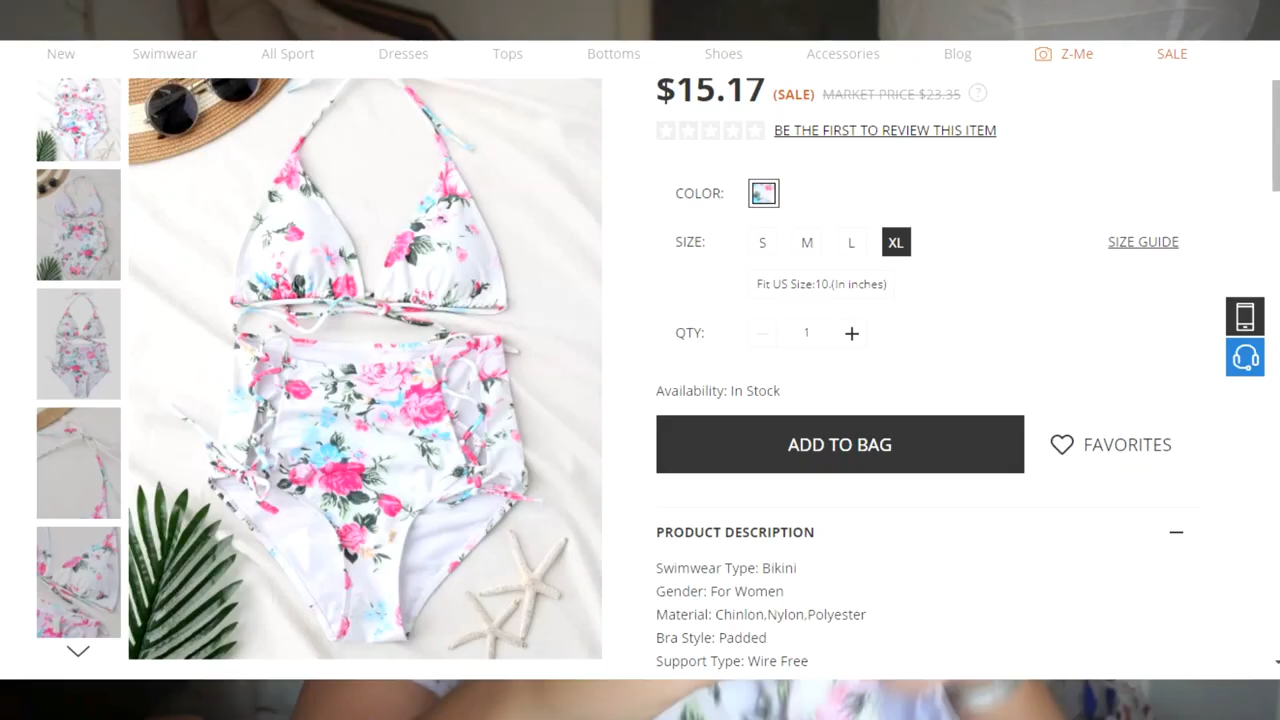 New Swimwear All Sport Dresses Tops Bottoms Shoes Accessories Blog Z-Me SALE
$15.17 (SALE) MARKET PRICE $23.35 ?
BE THE FIRST TO REVIEW THIS ITEM
COLOR:
SIZE: S M L XL SIZE GUIDE
Fit US Size:10.(In inches)
QTY: 1 +
Availability: In Stock
ADD TO BAG FAVORITES
PRODUCT DESCRIPTION
Swimwear Type: Bikini
Gender: For Women
Material: Chinlon,Nylon,Polyester
Bra Style: Padded
Support Type: Wire Free